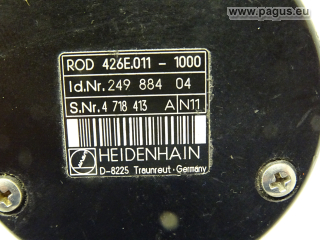 www.pagus.eu
ROD 426E.011 - 1000
Id.Nr. 249 884 04
S.Nr. 4 718 413 A N11
HEIDENHAIN
D-8225 Traunreut · Germany